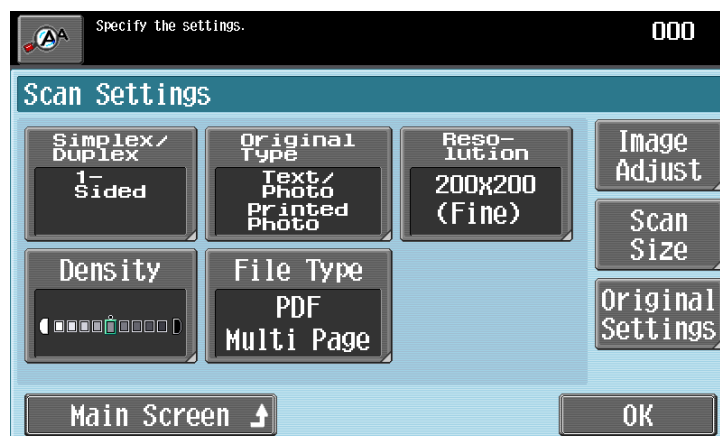 AA
Specify the settings.
000
Scan Settings
Simplex/
Duplex
1-
Sided
Original
Type
Text/
Photo
Printed
Photo
Reso-
lution
200X200
(Fine)
Image
Adjust
Scan
Size
Original
Settings
Density
File Type
PDF
Multi Page
Main Screen
OK